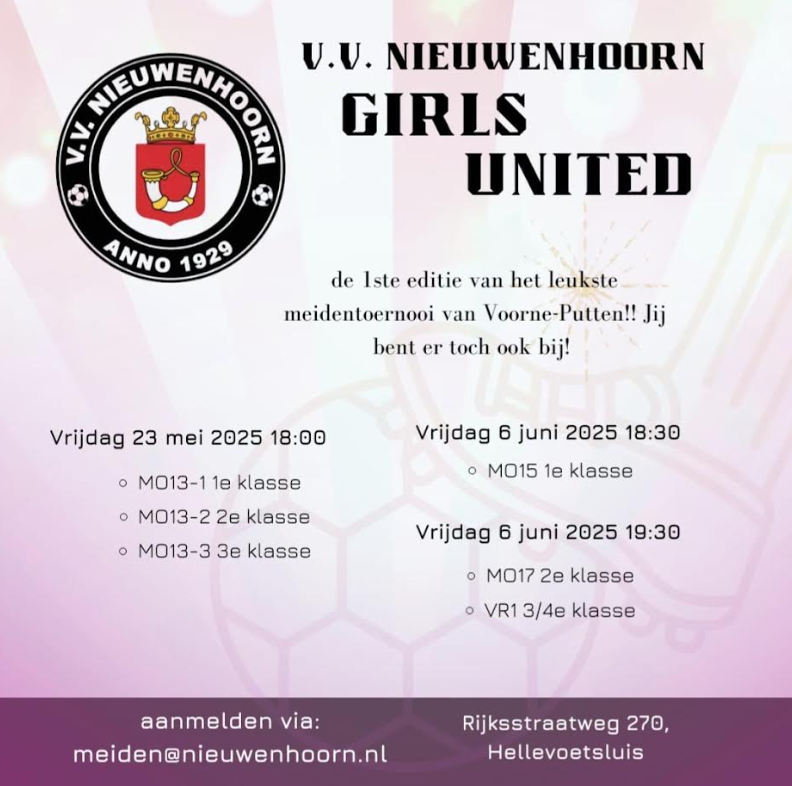 V.V. NIEUWENHOORN
ANNO 1929
V.V. NIEUWENHOORN
GIRLS
UNITED
de 1ste editie van het leukste
meidentoernooi van Voorne-Putten!! Jij
bent er toch ook bij!
Vrijdag 23 mei 2025 18:00
MO13-1 1e klasse
MO13-2 2e klasse
MO13-3 3e klasse
Vrijdag 6 juni 2025 18:30
MO15 1e klasse
Vrijdag 6 juni 2025 19:30
MO17 2e klasse
VR1 3/4e klasse
aanmelden via:
meiden@nieuwenhoorn.nl
Rijksstraatweg 270,
Hellevoetsluis